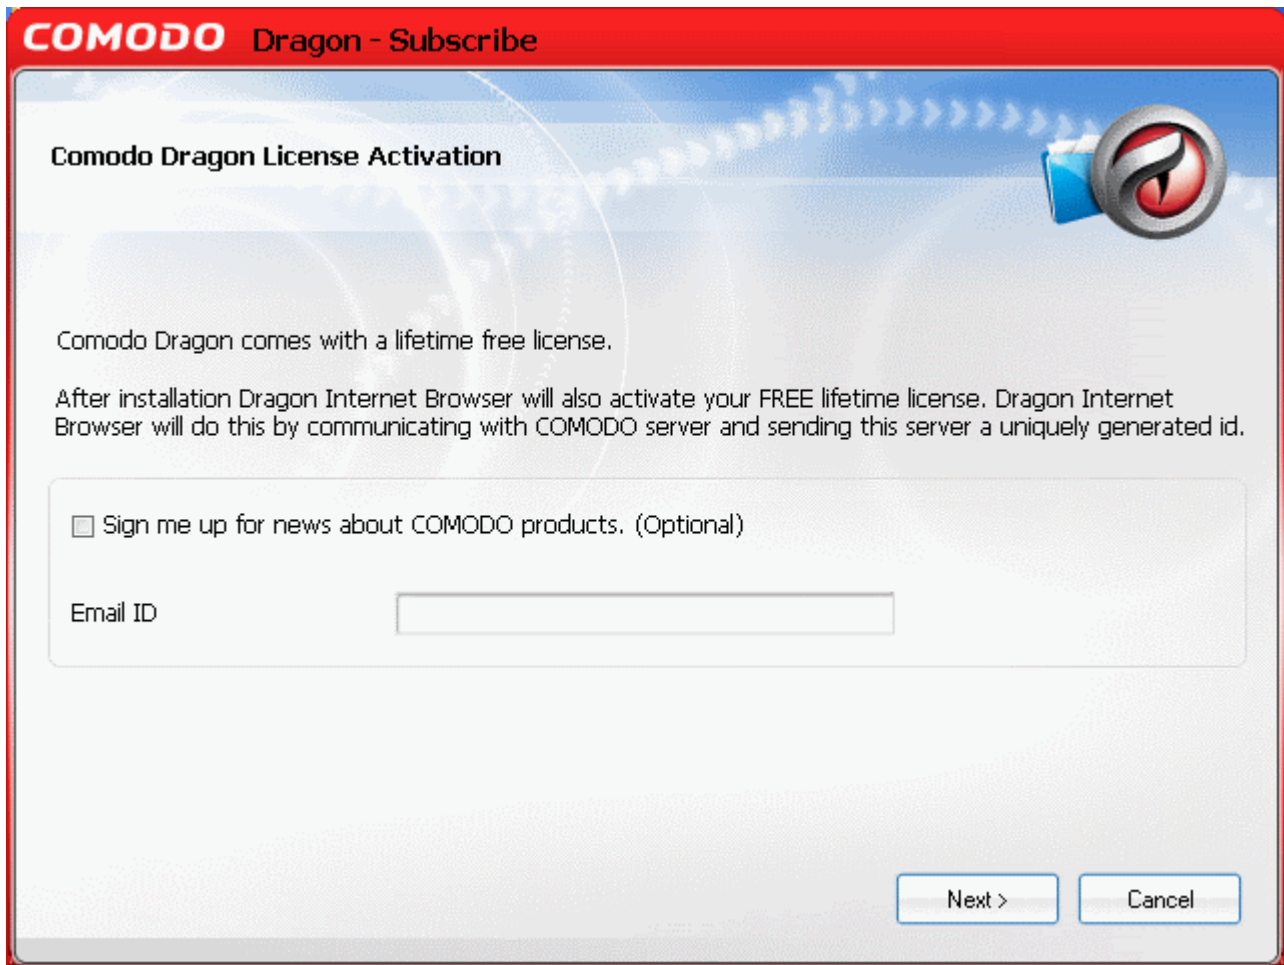 COMODO Dragon - Subscribe
Comodo Dragon License Activation
Comodo Dragon comes with a lifetime free license.
After installation Dragon Internet Browser will also activate your FREE lifetime license. Dragon Internet
Browser will do this by communicating with COMODO server and sending this server a uniquely generated id.
Sign me up for news about COMODO products. (Optional)
Email ID
Next >
Cancel